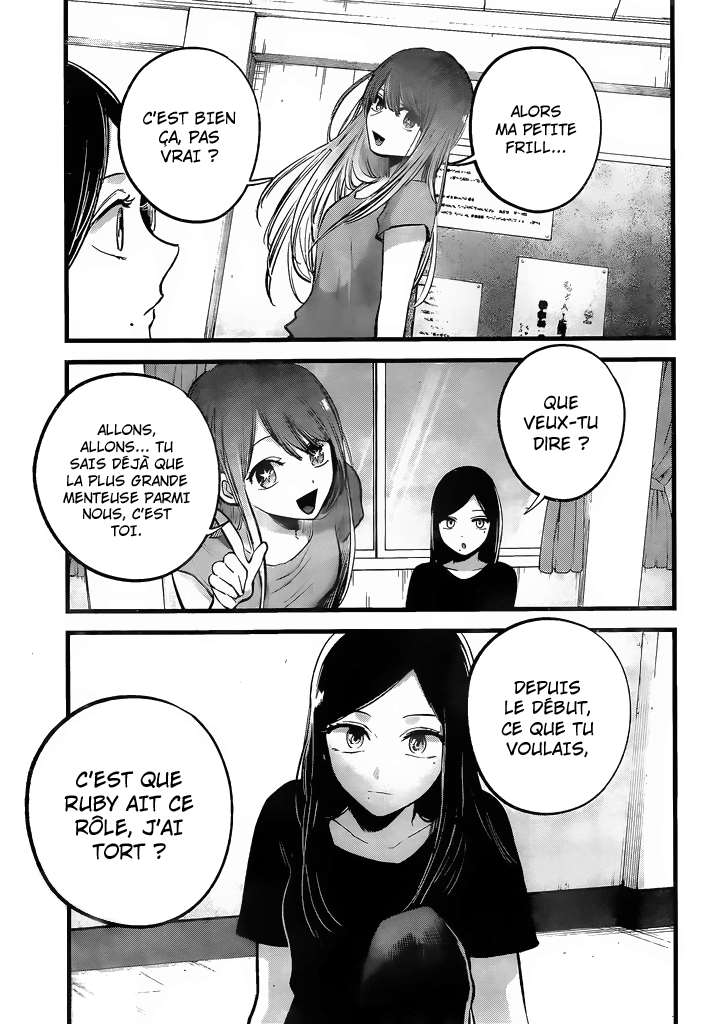 ALORS
MA PETITE
FRILL...
C'EST BIEN
ÇA, PAS
VRAI ?
QUE
VEUX-TU
DIRE ?
ALLONS,
ALLONS... TU
SAIS DÉJÀ QUE
LA PLUS GRANDE
MENTEUSE PARMI
NOUS, C'EST
TOI.
DEPUIS
LE DÉBUT,
CE QUE TU
VOULAIS,
C'EST QUE
RUBY AIT CE
RÔLE, J'AI
TORT ?